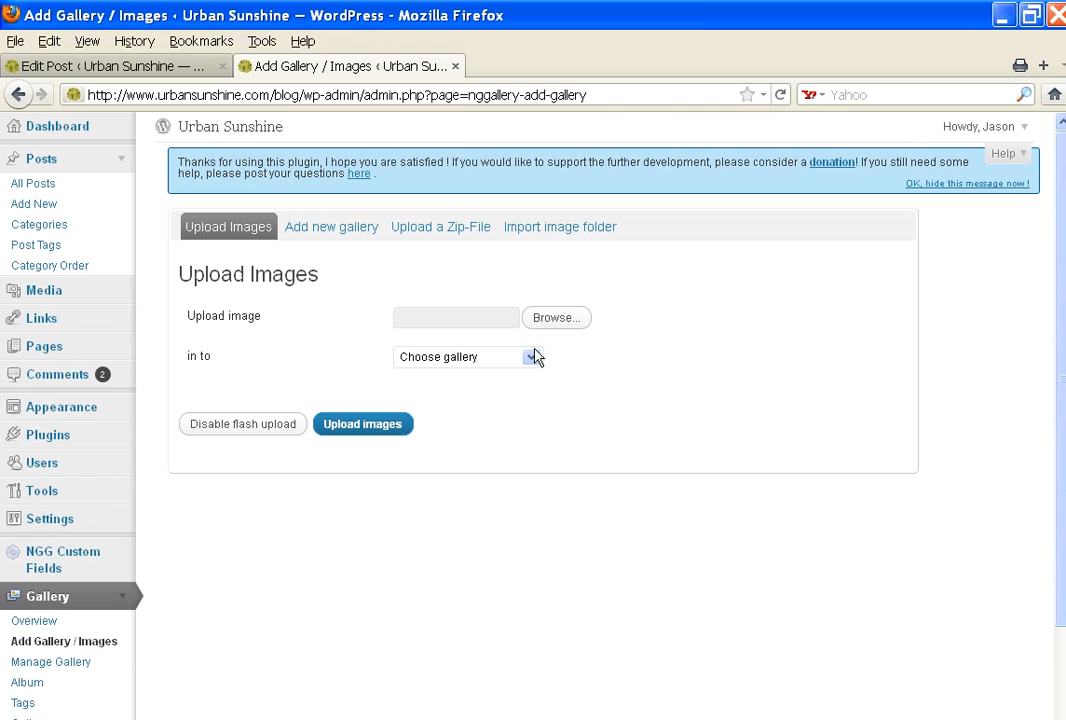 Add Gallery / Images ‹ Urban Sunshine — WordPress - Mozilla Firefox
File Edit View History Bookmarks Tools Help
Edit Post ‹ Urban Sunshine — ... × Add Gallery / Images ‹ Urban Su... ×
http://www.urbansunshine.com/blog/wp-admin/admin.php?page=nggallery-add-gallery Yahoo
Urban Sunshine Howdy, Jason
Help
Thanks for using this plugin, I hope you are satisfied ! If you would like to support the further development, please consider a donation! If you still need some
help, please post your questions here .
OK, hide this message now !
Dashboard
Posts
All Posts
Add New
Categories
Post Tags
Category Order
Media
Links
Pages
Comments 2
Appearance
Plugins
Users
Tools
Settings
NGG Custom
Fields
Gallery
Overview
Add Gallery / Images
Manage Gallery
Album
Tags
Upload Images Add new gallery Upload a Zip-File Import image folder
Upload Images
Upload image Browse...
in to Choose gallery
Disable flash upload Upload images